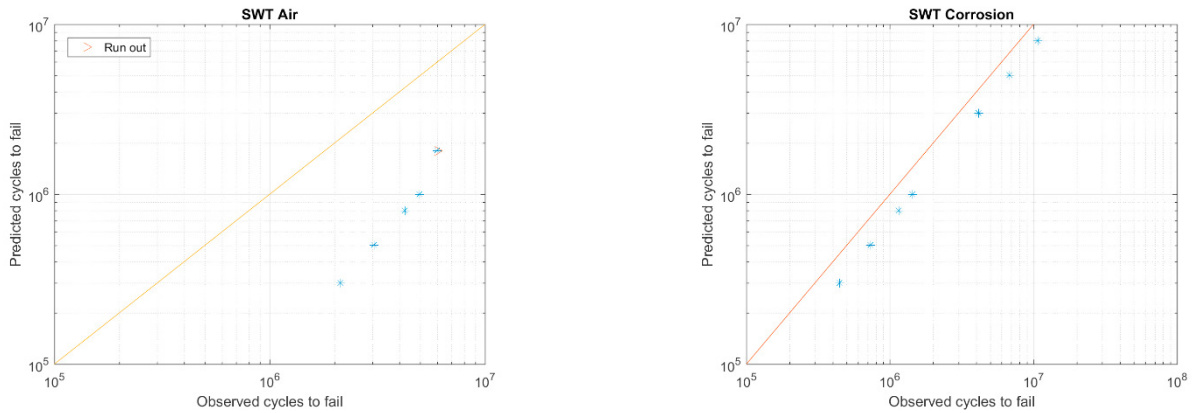 SWT Air
10^7
Run out
Predicted cycles to fail
10^6
10^5
10^5
10^6
10^7
Observed cycles to fail
SWT Corrosion
10^7
Predicted cycles to fail
10^6
10^5
10^5
10^6
10^7
10^8
Observed cycles to fail